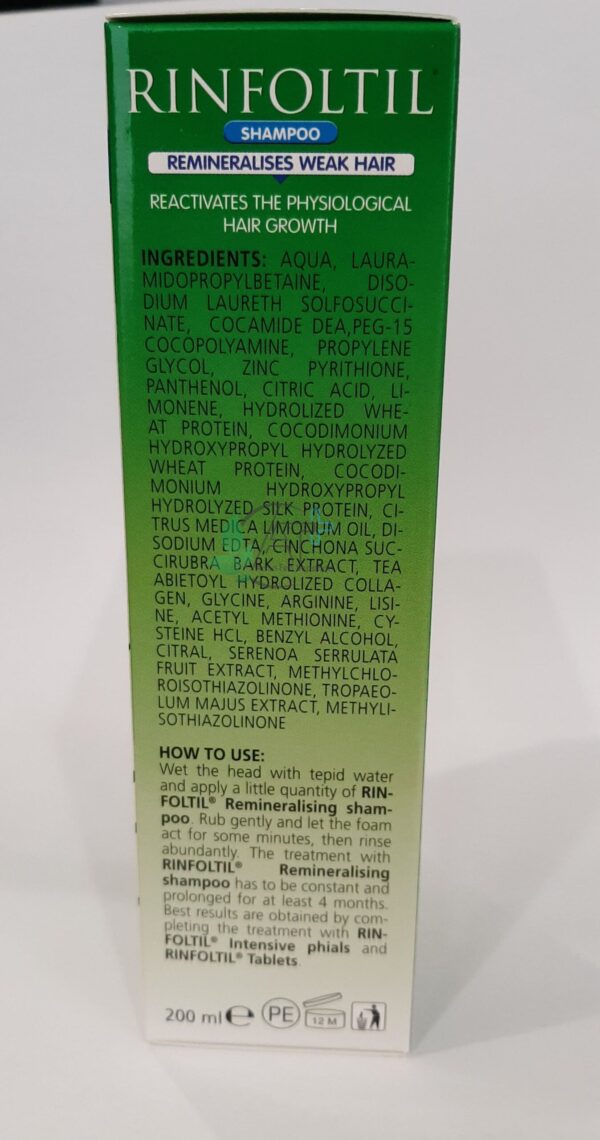 RINFOLTIL®
SHAMPOO
REMINERALISES WEAK HAIR
REACTIVATES THE PHYSIOLOGICAL
HAIR GROWTH
INGREDIENTS: AQUA, LAURA-
MIDOPROPYLBETAINE, DISO-
DIUM LAURETH SOLFOSUCCI-
NATE, COCAMIDE DEA,PEG-15
COCOPOLYAMINE, PROPYLENE
GLYCOL, ZINC PYRITHIONE,
PANTHENOL, CITRIC ACID, LI-
MONENE, HYDROLIZED WHE-
AT PROTEIN, COCODIMONIUM
HYDROXYPROPYL HYDROLYZED
WHEAT PROTEIN, COCODI-
MONIUM HYDROXYPROPYL
HYDROLYZED SILK PROTEIN, CI-
TRUS MEDICA LIMONUM OIL, DI-
SODIUM EDTA, CINCHONA SUC-
CIRUBRA BARK EXTRACT, TEA
ABIETOYL HYDROLIZED COLLA-
GEN, GLYCINE, ARGININE, LISI-
NE, ACETYL METHIONINE, CY-
STEINE HCL, BENZYL ALCOHOL,
CITRAL, SERENOA SERRULATA
FRUIT EXTRACT, METHYLCHLO-
ROISOTHIAZOLINONE, TROPAEO-
LUM MAJUS EXTRACT, METHYLI-
SOTHIAZOLINONE
HOW TO USE:
Wet the head with tepid water
and apply a little quantity of RIN-
FOLTIL® Remineralising sham-
poo. Rub gently and let the foam
act for some minutes, then rinse
abundantly. The treatment with
RINFOLTIL® Remineralising
shampoo has to be constant and
prolonged for at least 4 months.
Best results are obtained by com-
pleting the treatment with RIN-
FOLTIL® Intensive phials and
RINFOLTIL® Tablets.
200 ml ℮ PE 12 M